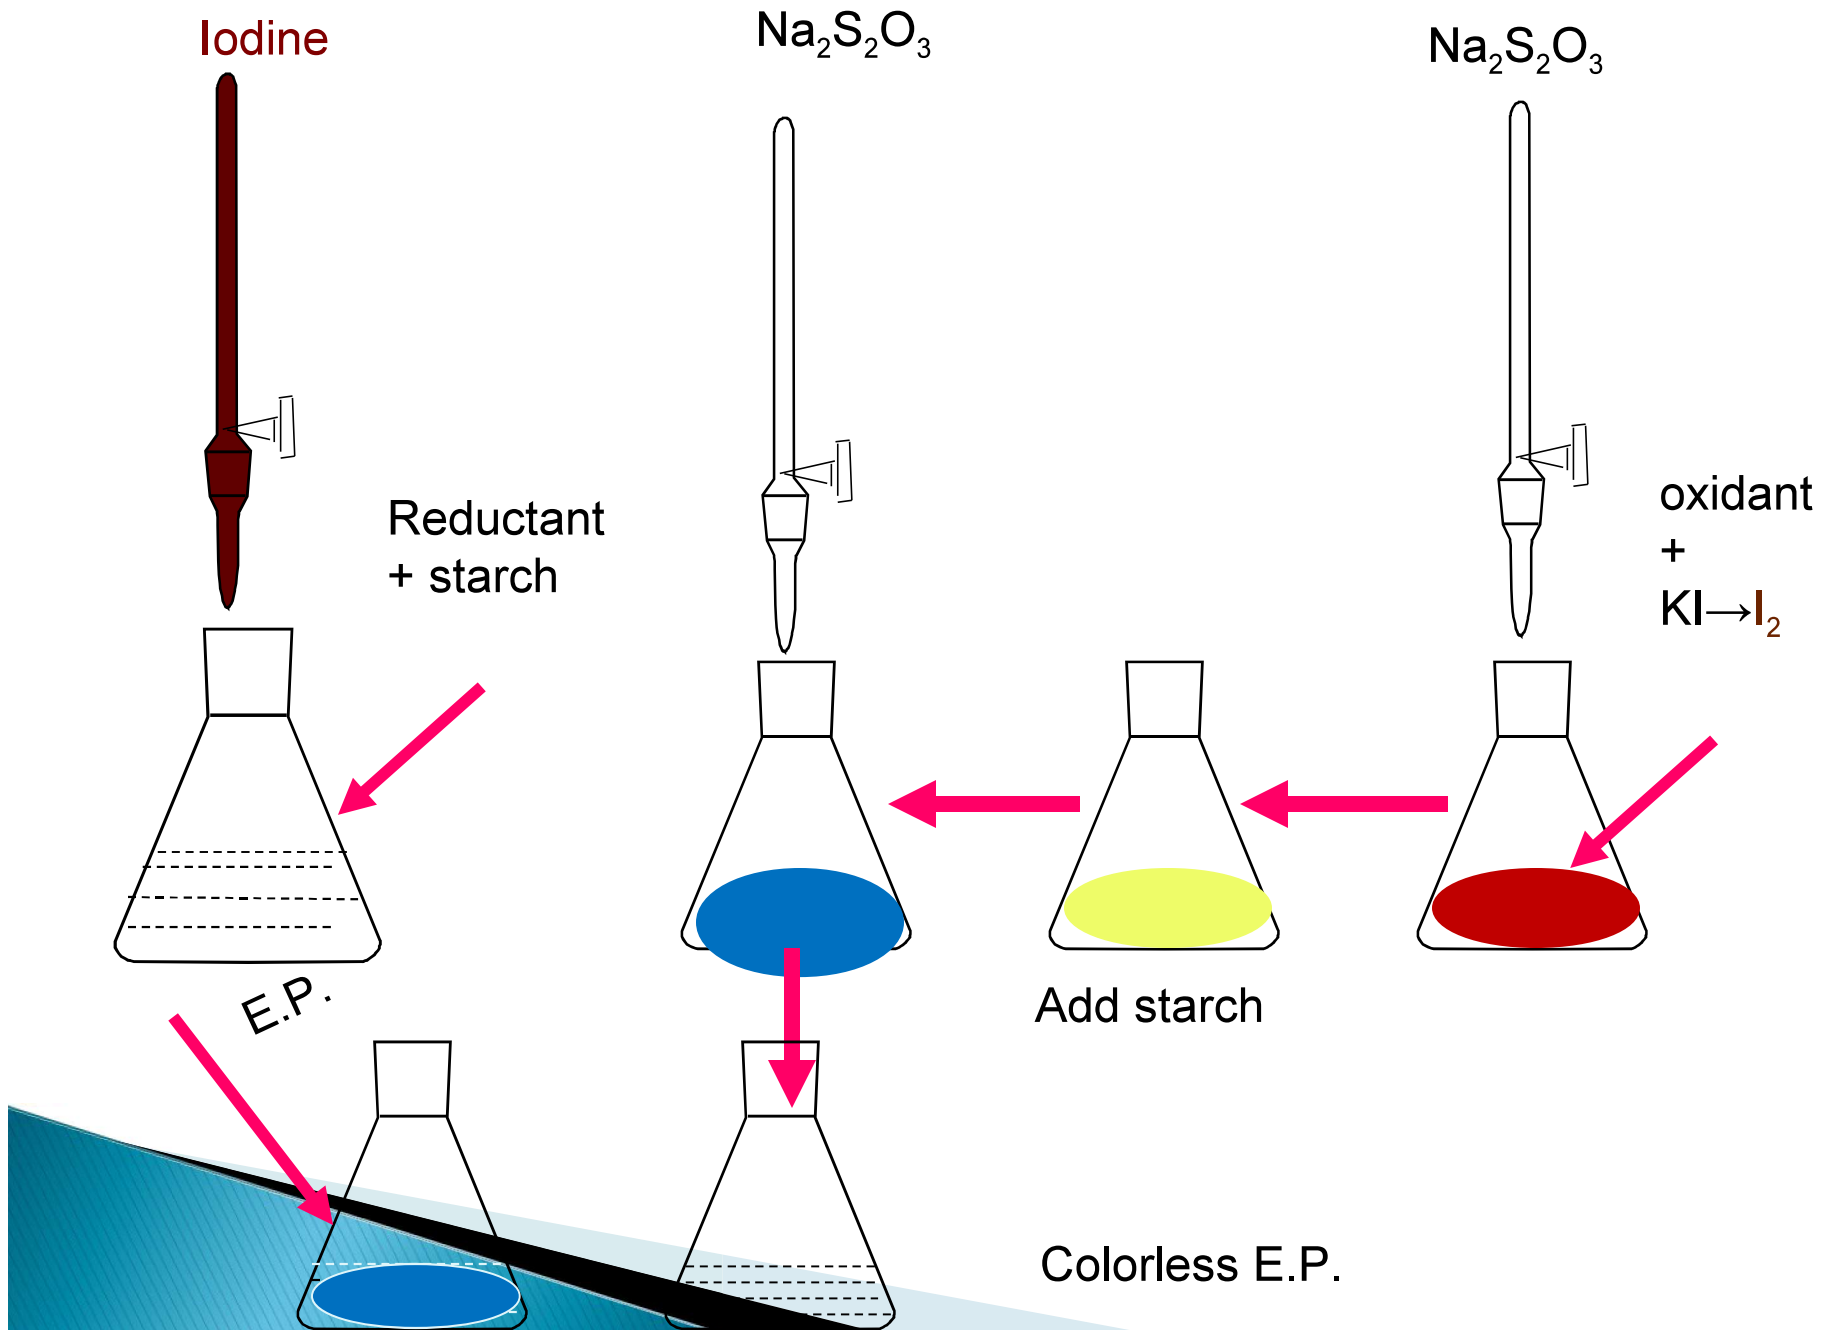 Iodine
Na₂S₂O₃
Na₂S₂O₃
Reductant
+ starch
oxidant
+
KI→I₂
E.P.
Add starch
Colorless E.P.